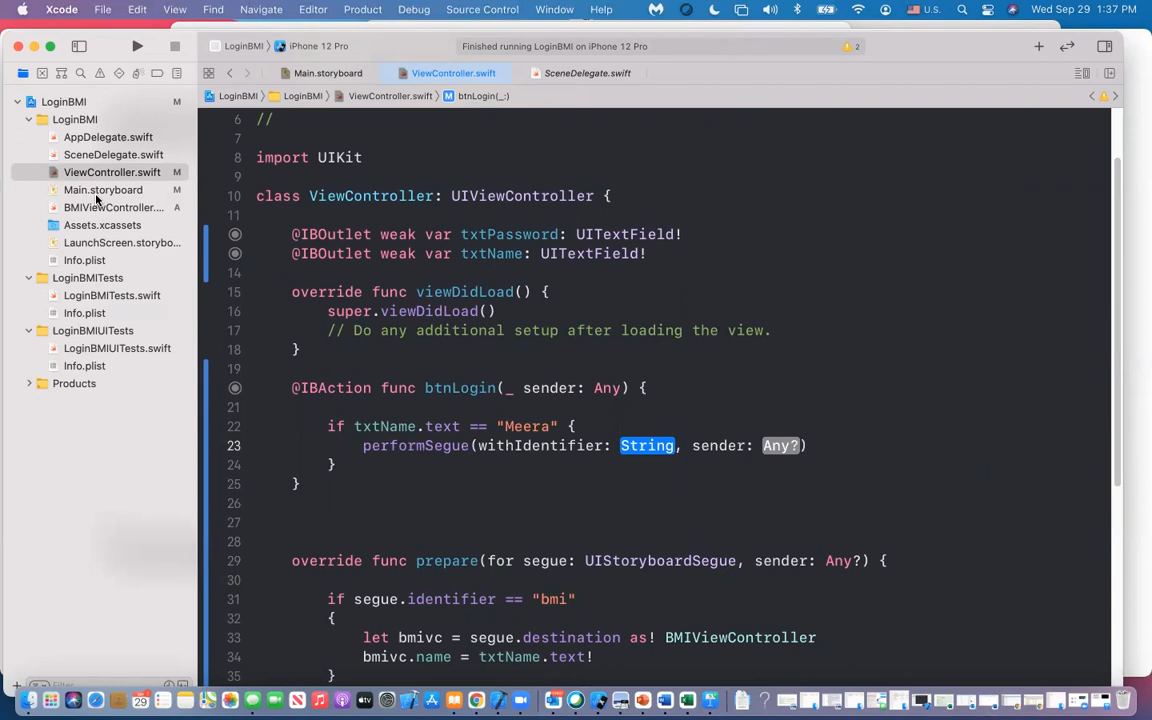 Xcode File Edit View Find Navigate Editor Product Debug Source Control Window Help U.S. Wed Sep 29 1:37 PM
LoginBMI iPhone 12 Pro Finished running LoginBMI on iPhone 12 Pro 2
Main.storyboard ViewController.swift SceneDelegate.swift
LoginBMI LoginBMI ViewController.swift M btnLogin(_:)
LoginBMI M
LoginBMI
AppDelegate.swift
SceneDelegate.swift
ViewController.swift M
Main.storyboard M
BMIViewController.... A
Assets.xcassets
LaunchScreen.storybo...
Info.plist
LoginBMITests
LoginBMITests.swift
Info.plist
LoginBMIUITests
LoginBMIUITests.swift
Info.plist
Products
6 //
7
8 import UIKit
9
10 class ViewController: UIViewController {
11
@IBOutlet weak var txtPassword: UITextField!
@IBOutlet weak var txtName: UITextField!
14
15 override func viewDidLoad() {
16 super.viewDidLoad()
17 // Do any additional setup after loading the view.
18 }
19
@IBAction func btnLogin(_ sender: Any) {
21
22 if txtName.text == "Meera" {
23 performSegue(withIdentifier: String, sender: Any?)
24 }
25 }
26
27
28
29 override func prepare(for segue: UIStoryboardSegue, sender: Any?) {
30
31 if segue.identifier == "bmi"
32 {
33 let bmivc = segue.destination as! BMIViewController
34 bmivc.name = txtName.text!
35 }
29